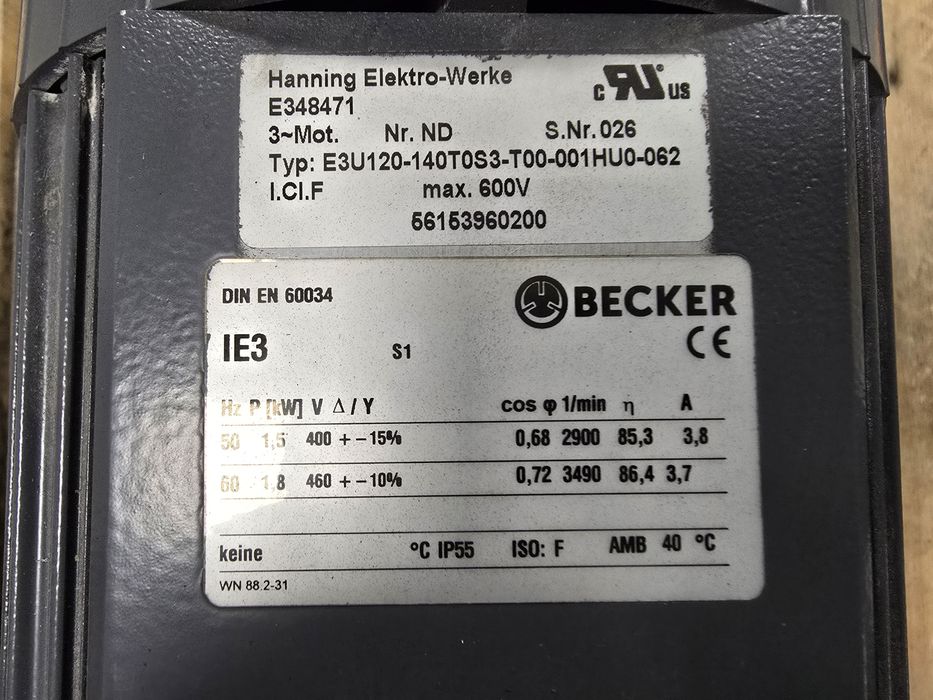 Hanning Elektro-Werke
c RU® US
E348471
3~Mot. Nr. ND S.Nr. 026
Typ: E3U120-140T0S3-T00-001HU0-062
I.Cl.F max. 600V
56153960200
DIN EN 60034
BECKER
IE3 S1 CE
Hz P [kW] V Δ / Y cos φ 1/min η A
50 1,5 400 + - 15% 0,68 2900 85,3 3,8
60 1,8 460 + - 10% 0,72 3490 86,4 3,7
keine °C IP55 ISO: F AMB 40 °C
WN 88.2-31